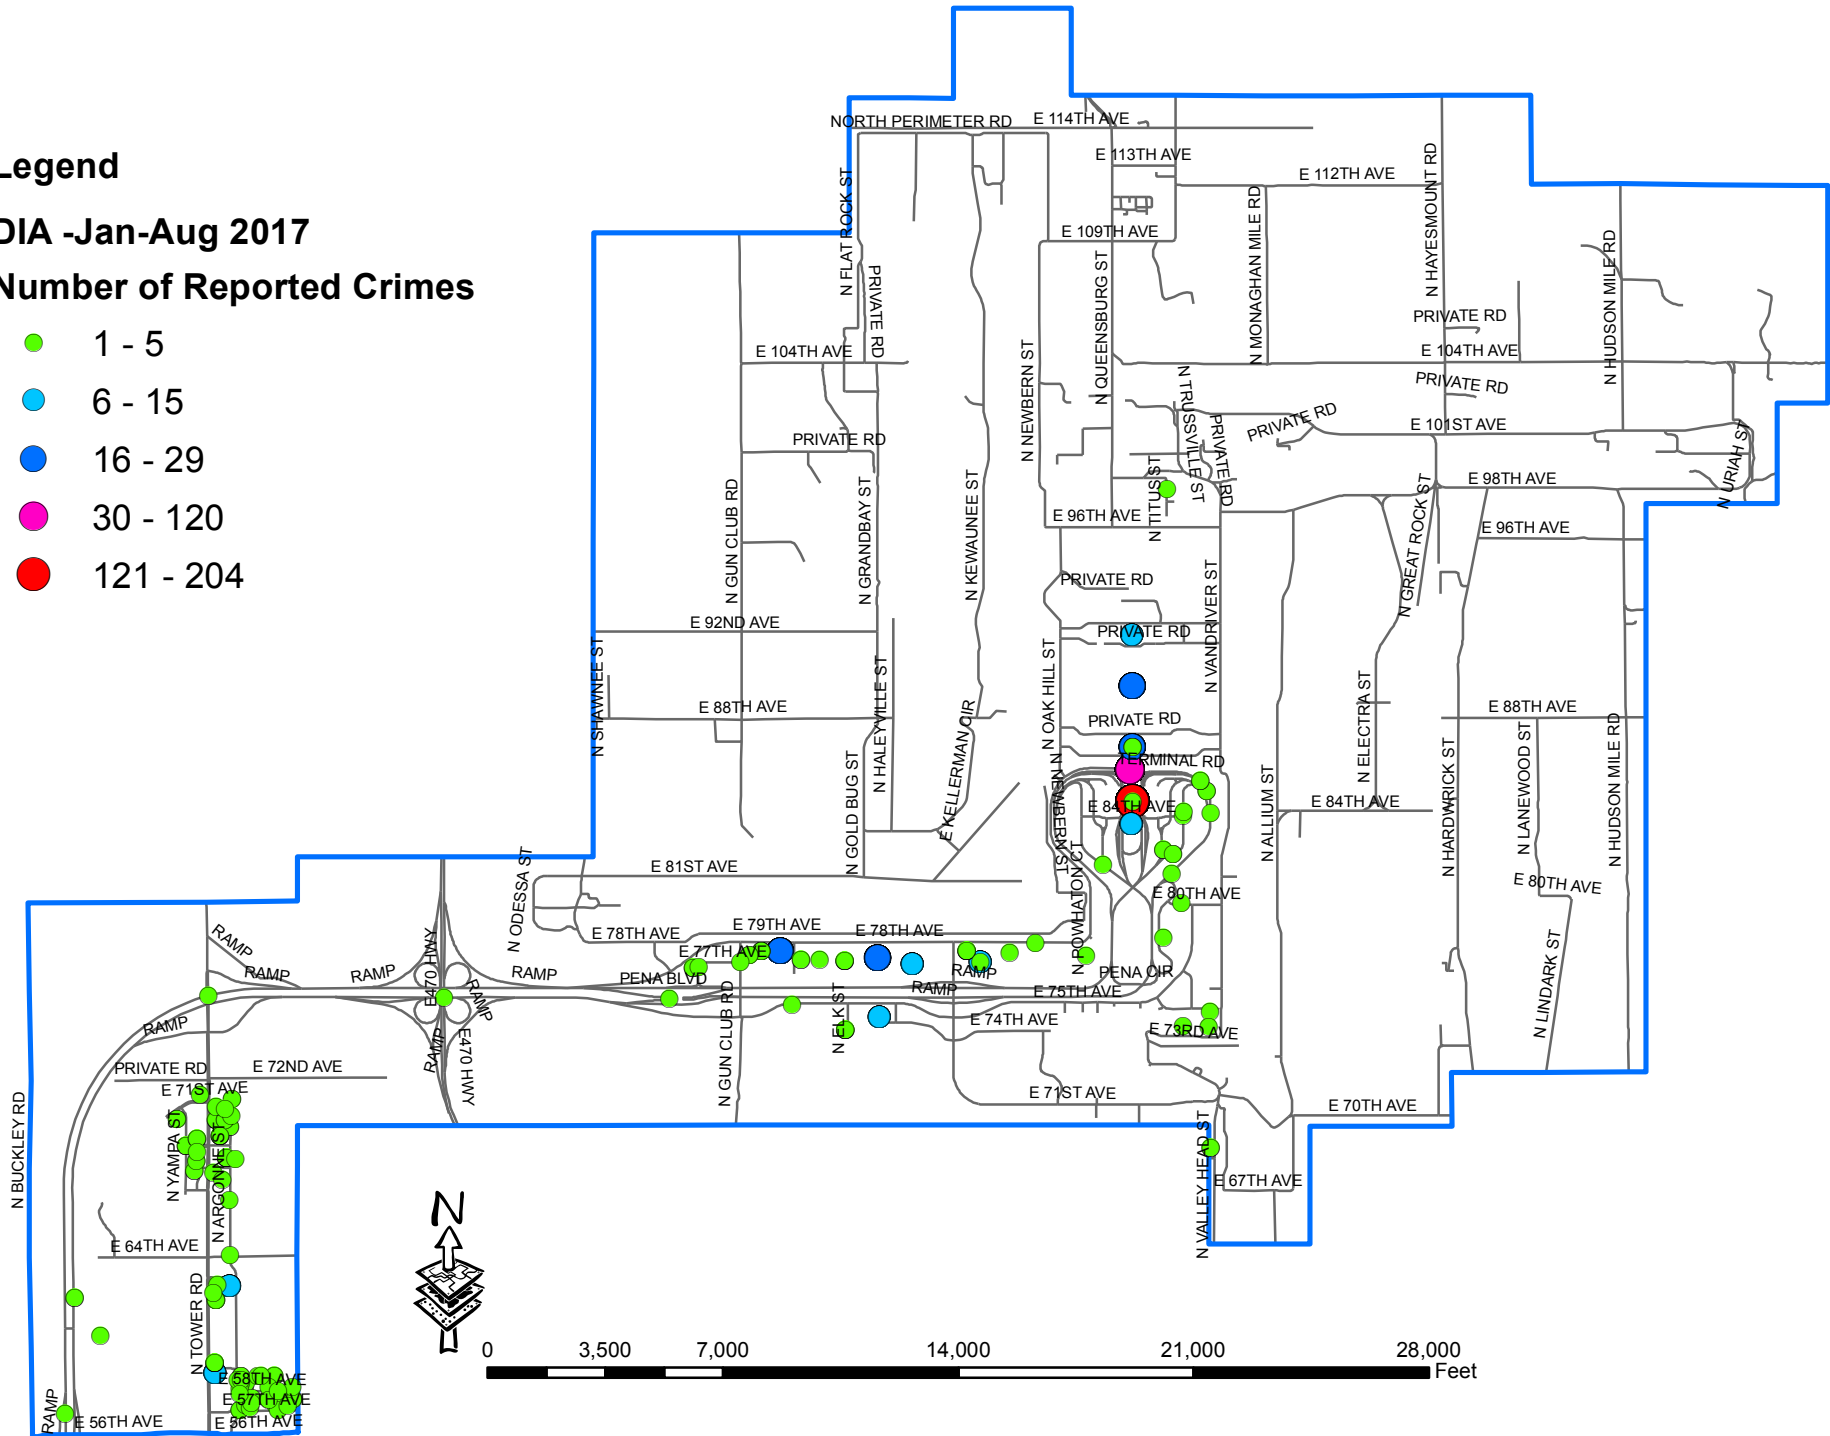 Legend
DIA -Jan-Aug 2017
Number of Reported Crimes
1 - 5
6 - 15
16 - 29
30 - 120
121 - 204
NORTH PERIMETER RD
E 114TH AVE
E 113TH AVE
E 112TH AVE
N FLAT ROCK ST
PRIVATE RD
N HAYESMOUNT RD
N MONAGHAN MILE RD
E 109TH AVE
N HUDSON MILE RD
N QUEENSBURG ST
PRIVATE RD
E 104TH AVE
E 104TH AVE
N NEWBERN ST
PRIVATE RD
N TRUSSVILLE ST
PRIVATE RD
PRIVATE RD
E 101ST AVE
N URIAH ST
PRIVATE RD
N TITUS ST
E 98TH AVE
N GUN CLUB RD
N GRANDBAY ST
N KEWAUNEE ST
E 96TH AVE
E 96TH AVE
N GREAT ROCK ST
PRIVATE RD
N VANDRIVER ST
E 92ND AVE
PRIVATE RD
N SHAWNEE ST
N HALEYVILLE ST
N OAK HILL ST
E 88TH AVE
E 88TH AVE
PRIVATE RD
N ELECTRA ST
N LANEWOOD ST
N HUDSON MILE RD
N HARDWRICK ST
E KELLERMAN CIR
N GOLD BUG ST
TERMINAL RD
N NEWBERN ST
E 84TH AVE
E 84TH AVE
N ALLIUM ST
E 81ST AVE
N ODESSA ST
N POWHATON CT
E 80TH AVE
E 80TH AVE
E 79TH AVE
E 78TH AVE
E 78TH AVE
E 77TH AVE
RAMP
RAMP
RAMP
RAMP
E470 HWY
RAMP
PENA BLVD
RAMP
RAMP
PENA CIR
E 75TH AVE
N LINDARK ST
RAMP
RAMP
E470 HWY
N GUN CLUB RD
N ELK ST
E 74TH AVE
E 73RD AVE
PRIVATE RD
E 72ND AVE
E 71ST AVE
E 71ST AVE
E 70TH AVE
N BUCKLEY RD
N YAMPA ST
N ARGONNE ST
N VALLEY HEAD ST
E 67TH AVE
E 64TH AVE
N
N TOWER RD
0
3,500
7,000
14,000
21,000
28,000
Feet
E 58TH AVE
E 57TH AVE
RAMP
E 56TH AVE
E 56TH AVE